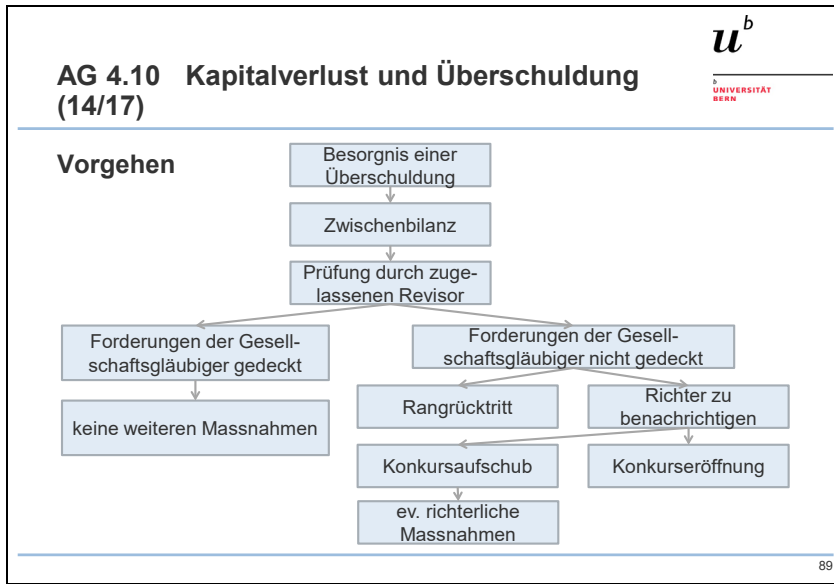 u^b
b
UNIVERSITÄT
BERN
AG 4.10 Kapitalverlust und Überschuldung
(14/17)
Vorgehen
Besorgnis einer
Überschuldung
Zwischenbilanz
Prüfung durch zuge-
lassenen Revisor
Forderungen der Gesell-
schaftsgläubiger gedeckt
Forderungen der Gesell-
schaftsgläubiger nicht gedeckt
keine weiteren Massnahmen
Rangrücktritt
Richter zu
benachrichtigen
Konkursaufschub
Konkurseröffnung
ev. richterliche
Massnahmen
89